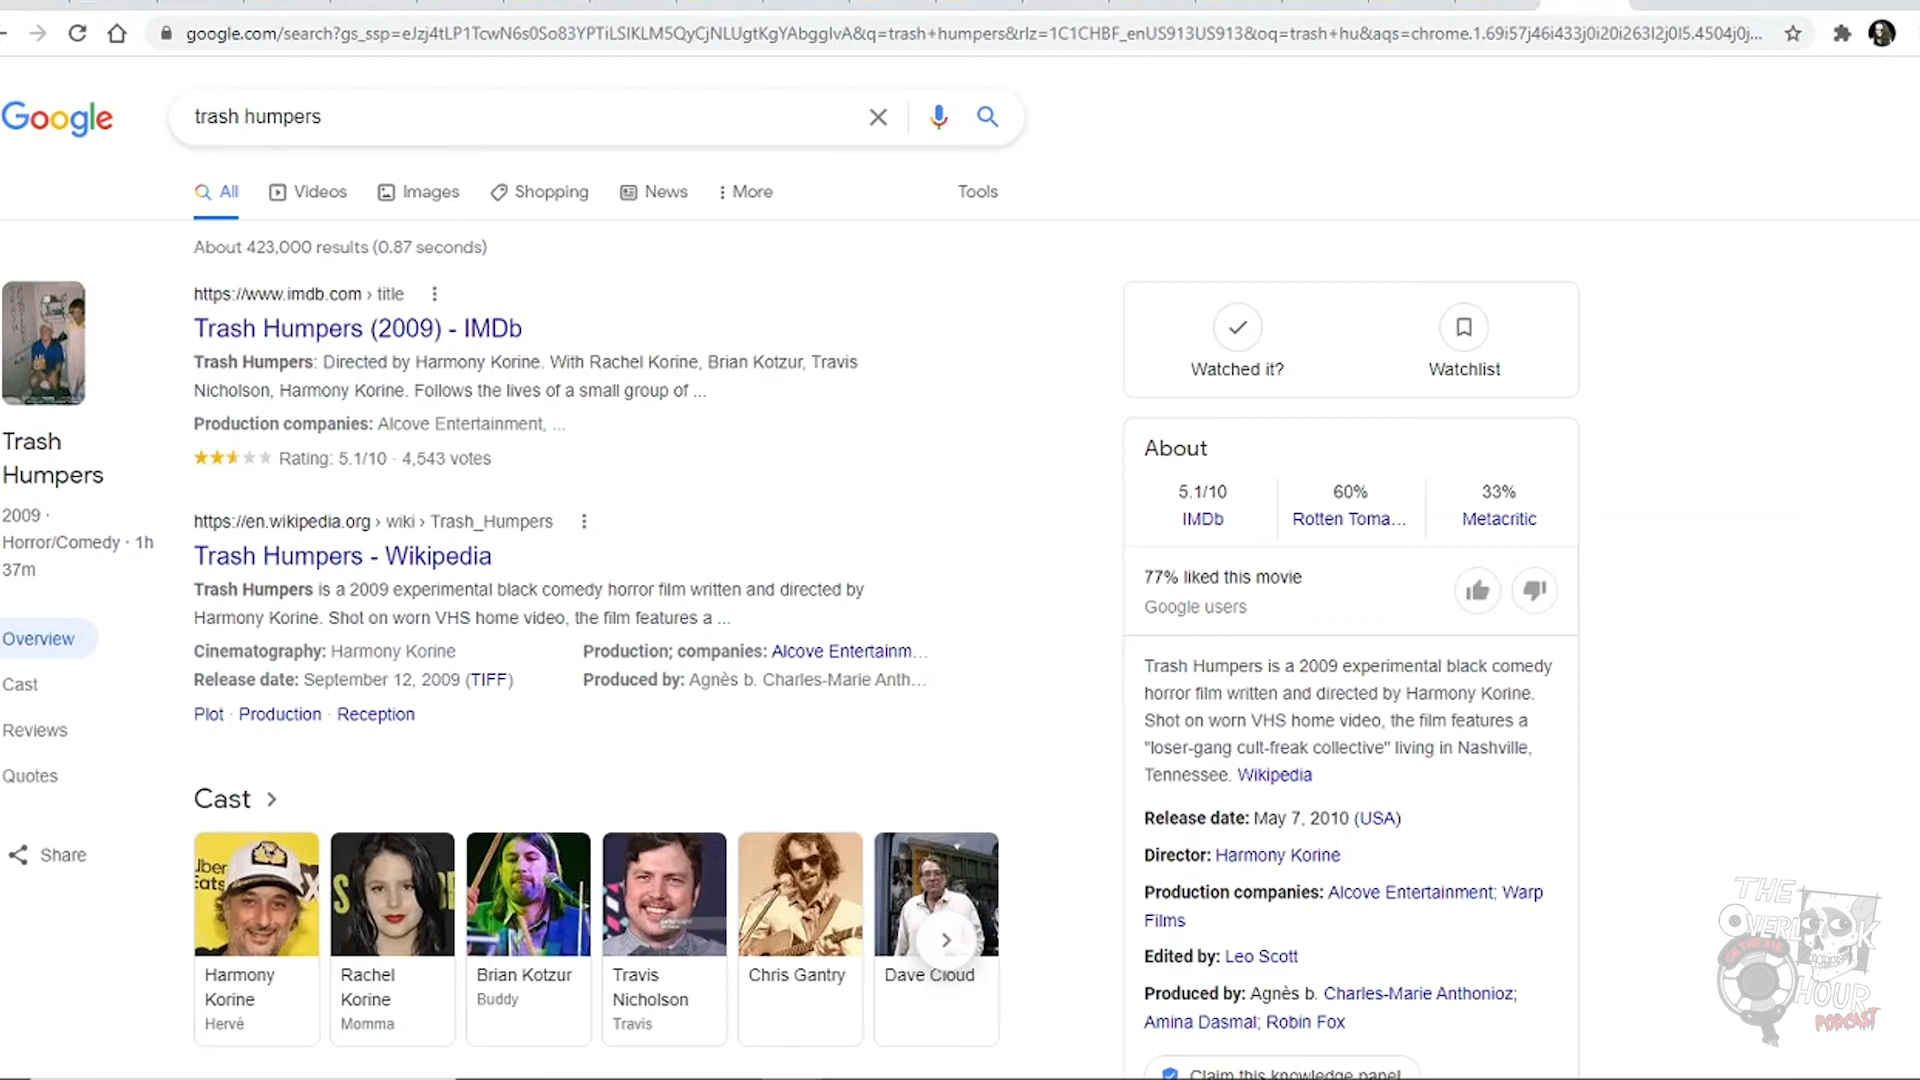 google.com/search?gs_ssp=eJzj4tLP1TcwN6s0So83YPTiLSlKLM5QyCjNLUgtKgYAbggIvA&q=trash+humpers&rlz=1C1CHBF_enUS913US913&oq=trash+hu&aqs=chrome.1.69i57j46i433j0i20i263l2j0l5.4504j0j...
Google
trash humpers
All
Videos
Images
Shopping
News
More
Tools
About 423,000 results (0.87 seconds)
Trash
Humpers
2009 ·
Horror/Comedy · 1h
37m
Overview
Cast
Reviews
Quotes
Share
https://www.imdb.com › title
Trash Humpers (2009) - IMDb
Trash Humpers: Directed by Harmony Korine. With Rachel Korine, Brian Kotzur, Travis
Nicholson, Harmony Korine. Follows the lives of a small group of ...
Production companies: Alcove Entertainment, ...
Rating: 5.1/10 · 4,543 votes
https://en.wikipedia.org › wiki › Trash_Humpers
Trash Humpers - Wikipedia
Trash Humpers is a 2009 experimental black comedy horror film written and directed by
Harmony Korine. Shot on worn VHS home video, the film features a ...
Cinematography: Harmony Korine
Production; companies: Alcove Entertainm...
Release date: September 12, 2009 (TIFF)
Produced by: Agnès b. Charles-Marie Anth...
Plot · Production · Reception
Cast
Uber
Eats
Harmony
Korine
Hervé
Rachel
Korine
Momma
Brian Kotzur
Buddy
Travis
Nicholson
Travis
Chris Gantry
Dave Cloud
Watched it?
Watchlist
About
5.1/10
IMDb
60%
Rotten Toma...
33%
Metacritic
77% liked this movie
Google users
Trash Humpers is a 2009 experimental black comedy
horror film written and directed by Harmony Korine.
Shot on worn VHS home video, the film features a
"loser-gang cult-freak collective" living in Nashville,
Tennessee. Wikipedia
Release date: May 7, 2010 (USA)
Director: Harmony Korine
Production companies: Alcove Entertainment; Warp
Films
Edited by: Leo Scott
Produced by: Agnès b. Charles-Marie Anthonioz;
Amina Dasmal; Robin Fox
Claim this knowledge panel
THE
OVERLOOK
ON THE AIR
HOUR
PODCAST